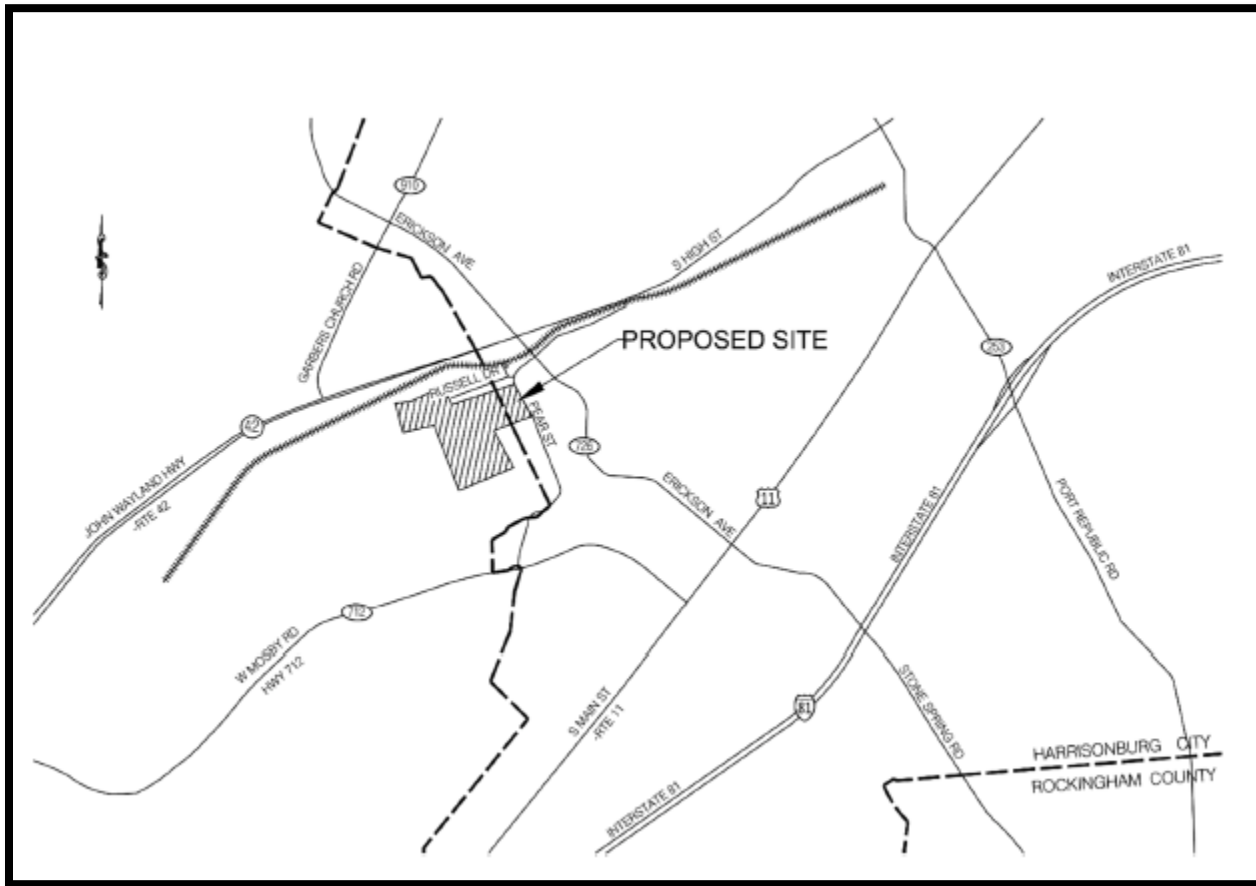 910
ERICKSON AVE
S HIGH ST
INTERSTATE 81
GARBERS CHURCH RD
PROPOSED SITE
253
RUSSELL DR
PEAR ST
42
726
JOHN WAYLAND HWY
-RTE 42
ERICKSON AVE
11
INTERSTATE 81
PORT REPUBLIC RD
712
W MOSBY RD
HWY 712
S MAIN ST
-RTE 11
81
STONE SPRING RD
HARRISONBURG CITY
ROCKINGHAM COUNTY
INTERSTATE 81